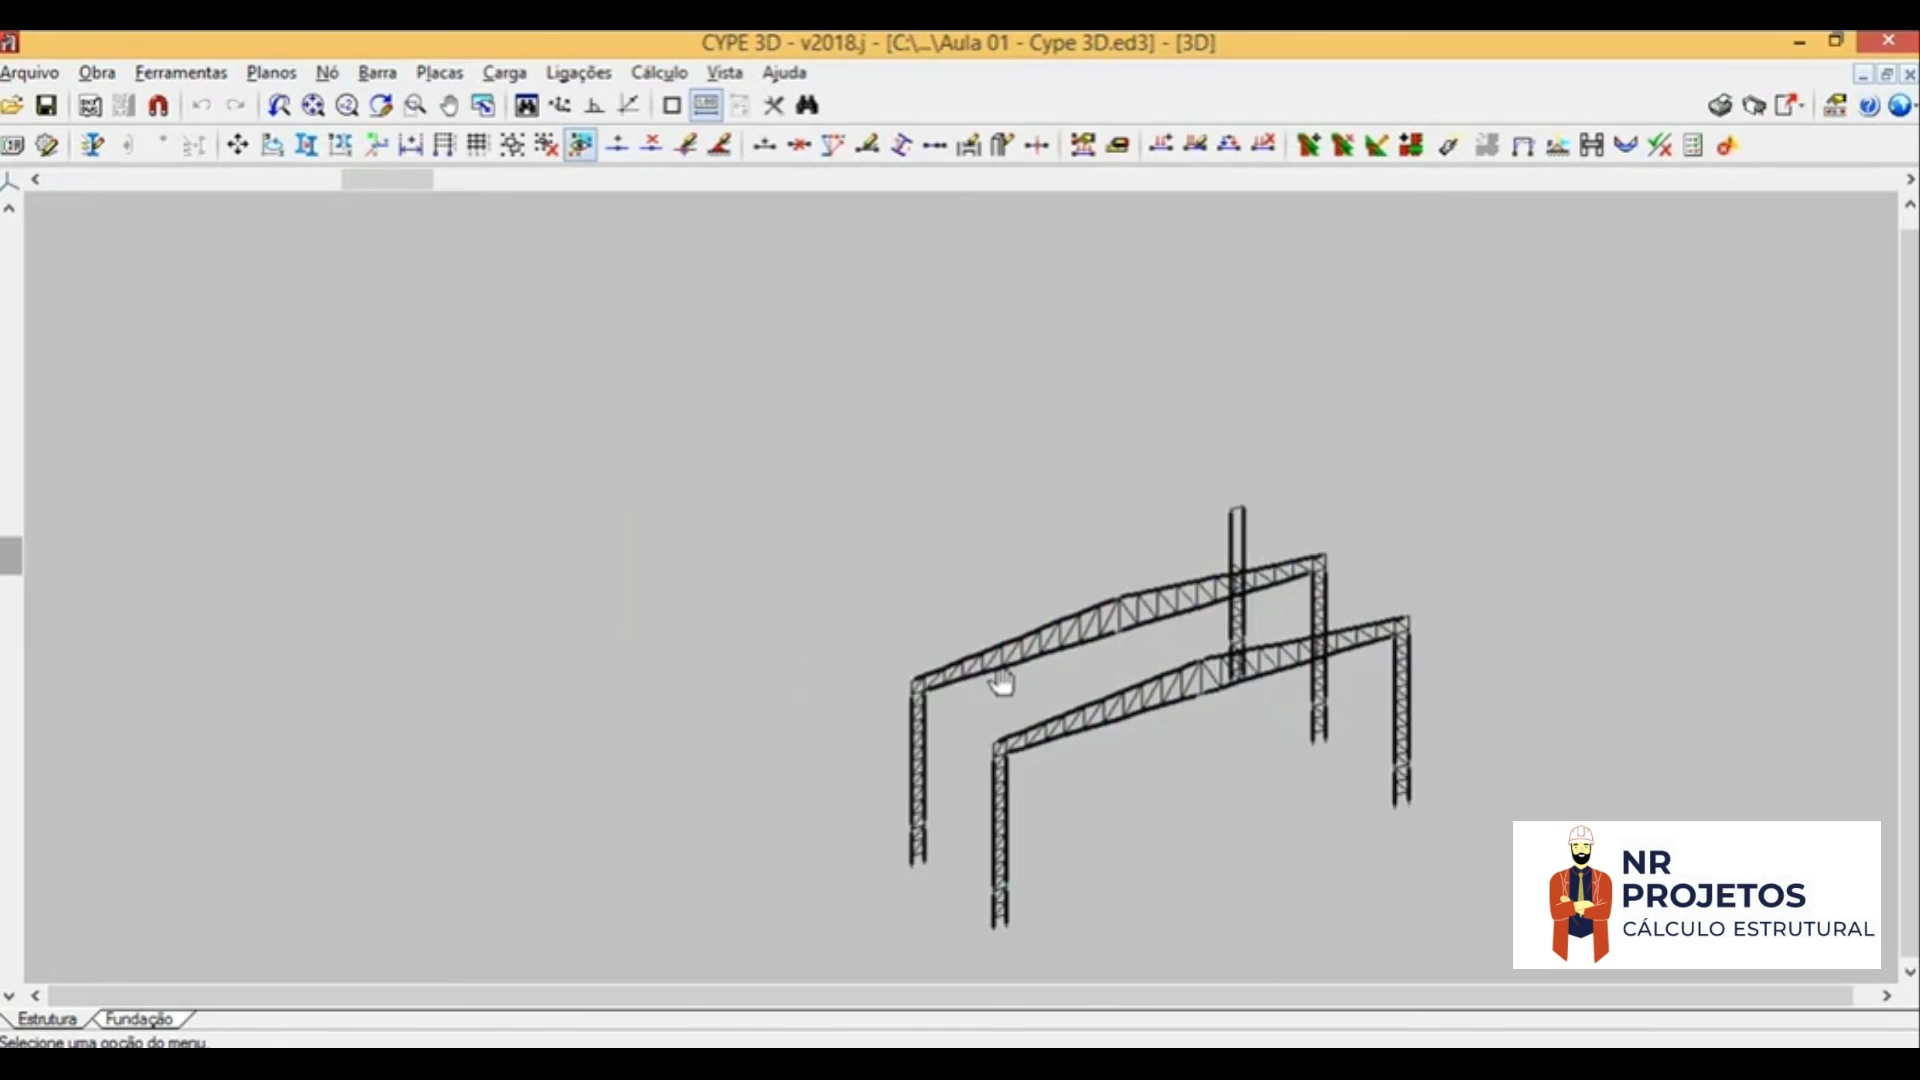 CYPE 3D - v2018.j - [C:\...\Aula 01 - Cype 3D.ed3] - [3D]
Arquivo Obra Ferramentas Planos Nó Barra Placas Carga Ligações Cálculo Vista Ajuda
NR
PROJETOS
CÁLCULO ESTRUTURAL
Estrutura Fundação
Selecione uma opção do menu